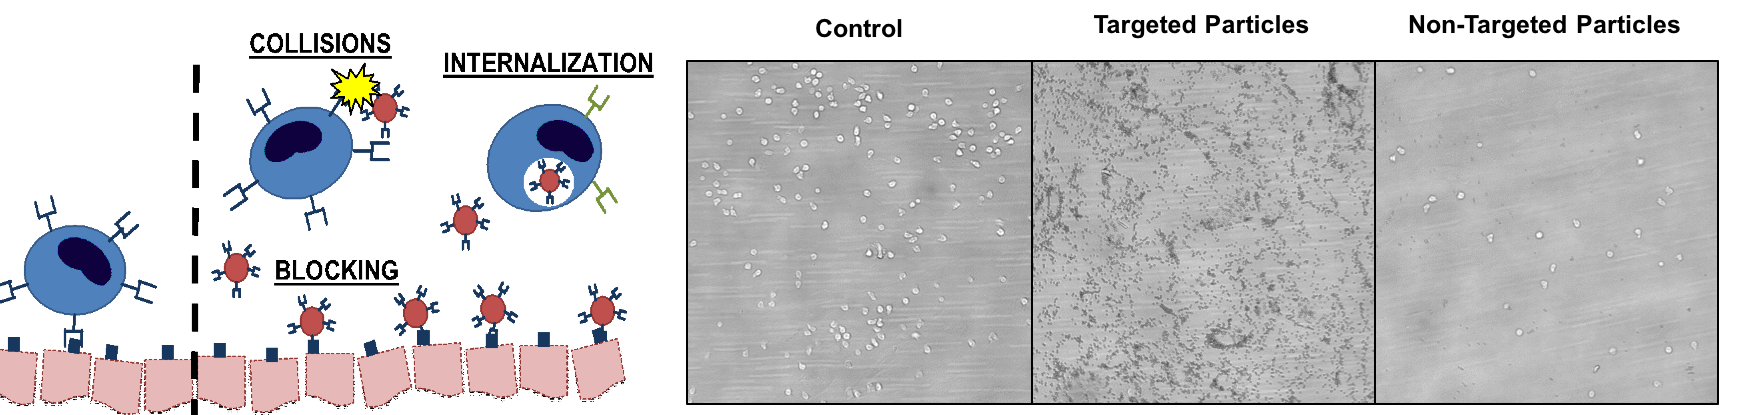 COLLISIONS
INTERNALIZATION
BLOCKING
Control
Targeted Particles
Non-Targeted Particles